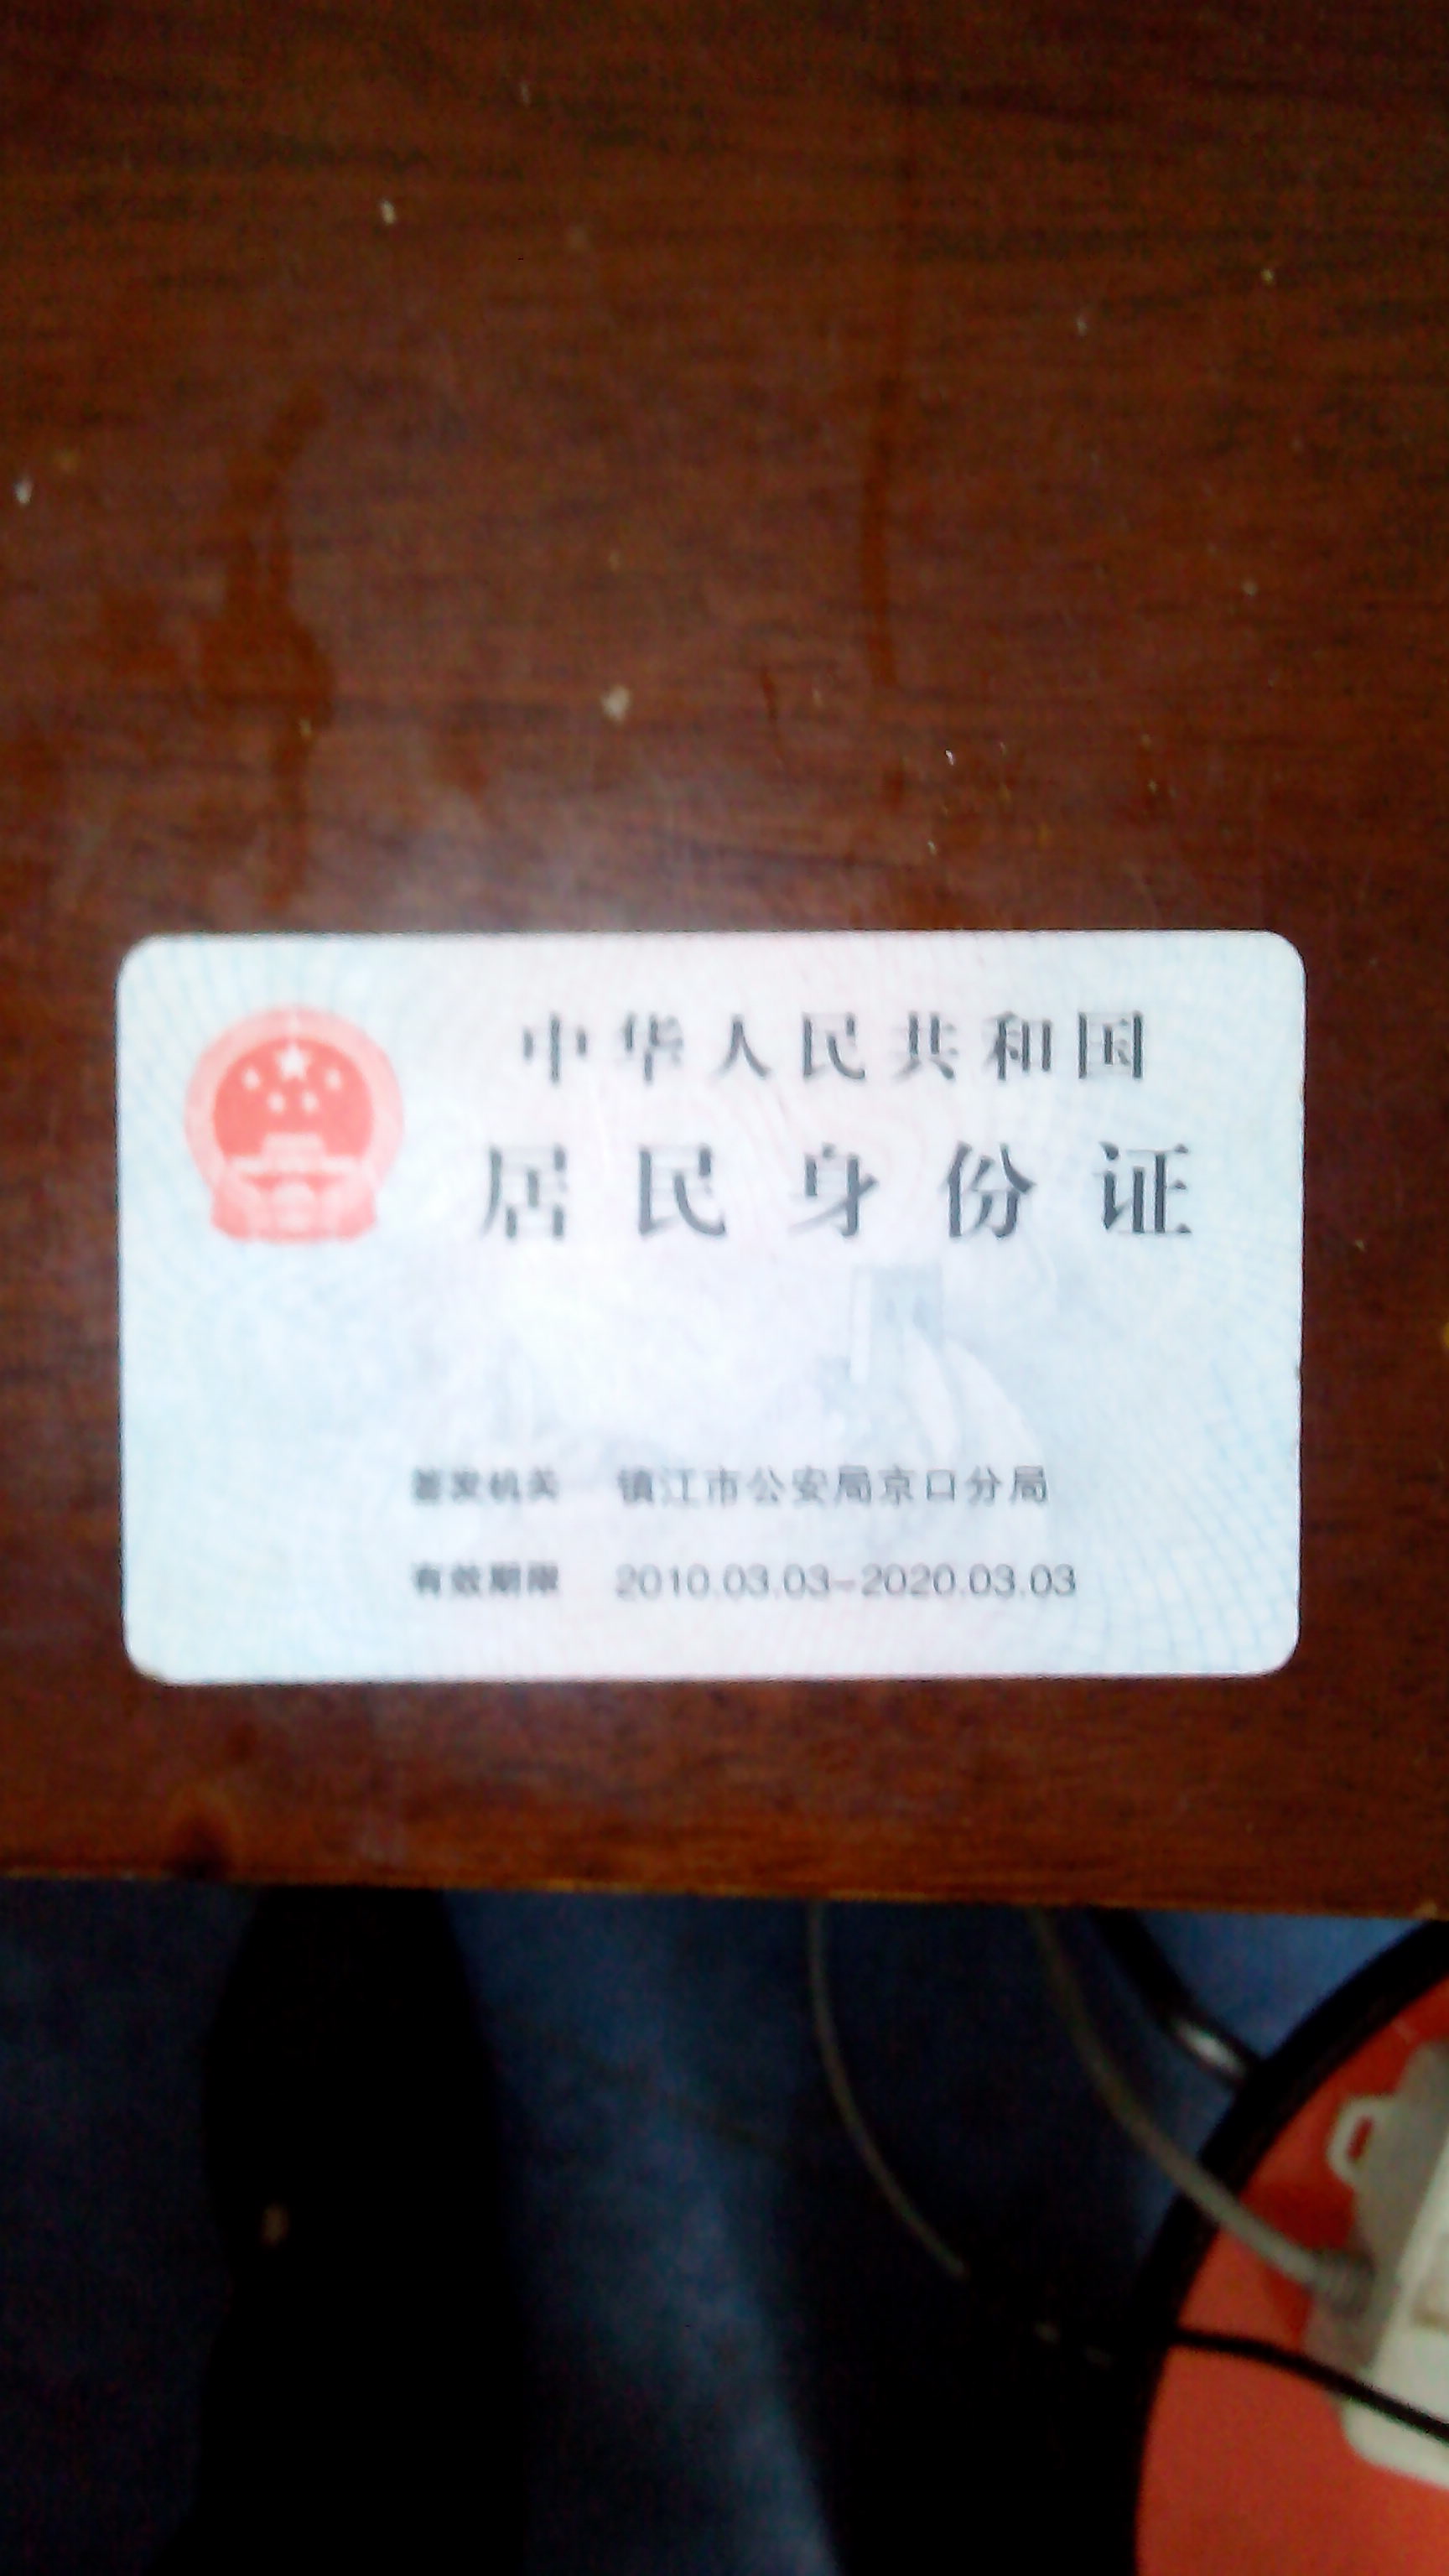 中华人民共和国
居民身份证
签发机关 镇江市公安局京口分局
有效期限 2010.03.03-2020.03.03